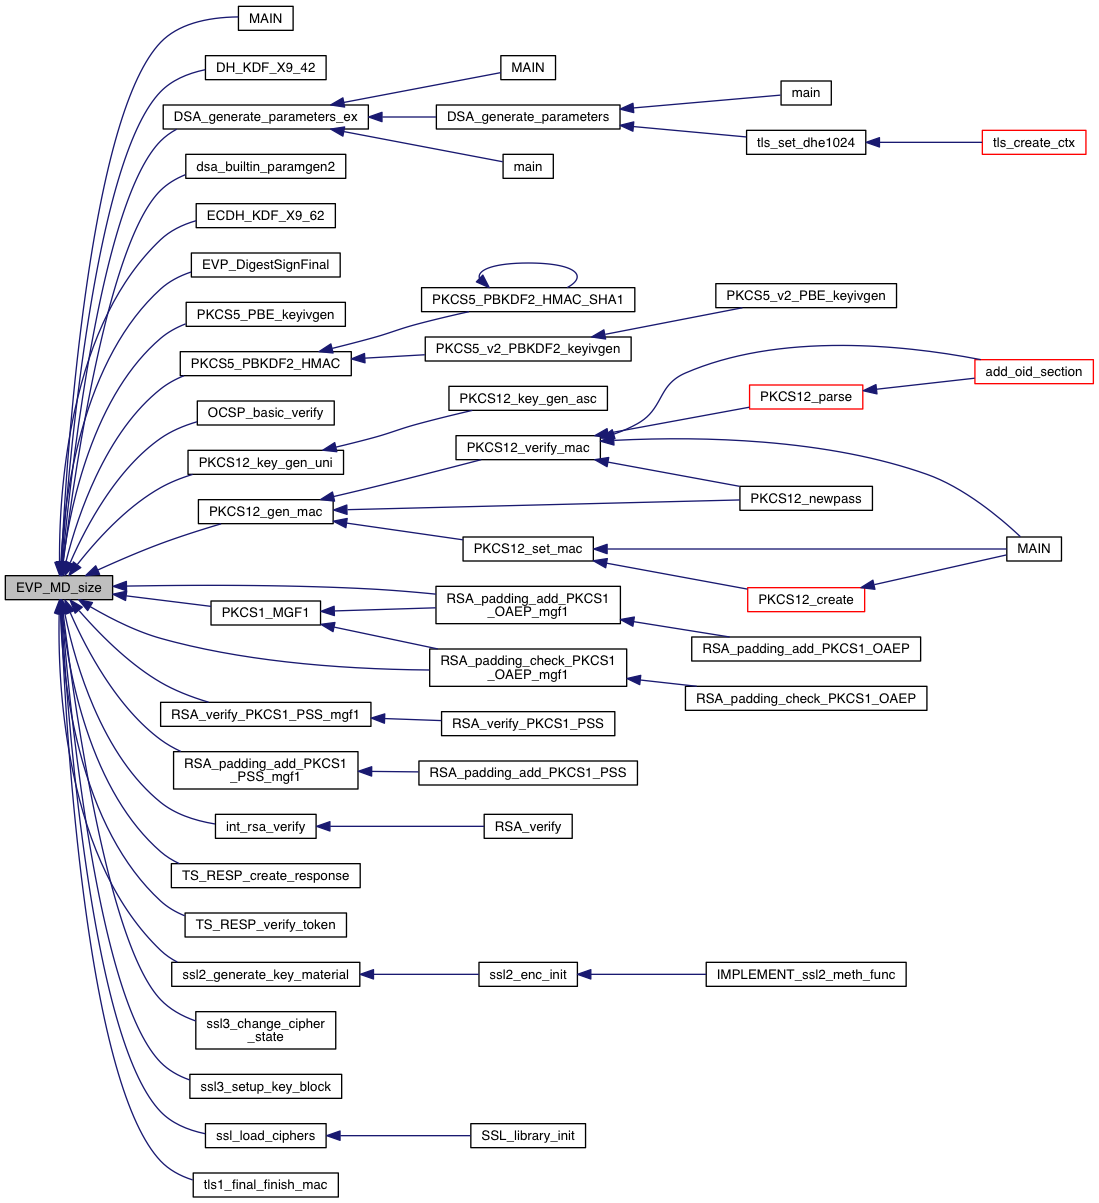 MAIN
DH_KDF_X9_42
MAIN
main
DSA_generate_parameters_ex
DSA_generate_parameters
tls_set_dhe1024
tls_create_ctx
main
dsa_builtin_paramgen2
ECDH_KDF_X9_62
EVP_DigestSignFinal
PKCS5_PBKDF2_HMAC_SHA1
PKCS5_v2_PBE_keyivgen
PKCS5_PBE_keyivgen
PKCS5_PBKDF2_HMAC
PKCS5_v2_PBKDF2_keyivgen
add_oid_section
PKCS12_key_gen_asc
PKCS12_parse
OCSP_basic_verify
PKCS12_verify_mac
PKCS12_key_gen_uni
PKCS12_newpass
PKCS12_gen_mac
PKCS12_set_mac
MAIN
EVP_MD_size
PKCS12_create
RSA_padding_add_PKCS1
_OAEP_mgf1
PKCS1_MGF1
RSA_padding_add_PKCS1_OAEP
RSA_padding_check_PKCS1
_OAEP_mgf1
RSA_padding_check_PKCS1_OAEP
RSA_verify_PKCS1_PSS_mgf1
RSA_verify_PKCS1_PSS
RSA_padding_add_PKCS1
_PSS_mgf1
RSA_padding_add_PKCS1_PSS
int_rsa_verify
RSA_verify
TS_RESP_create_response
TS_RESP_verify_token
ssl2_generate_key_material
ssl2_enc_init
IMPLEMENT_ssl2_meth_func
ssl3_change_cipher
_state
ssl3_setup_key_block
ssl_load_ciphers
SSL_library_init
tls1_final_finish_mac